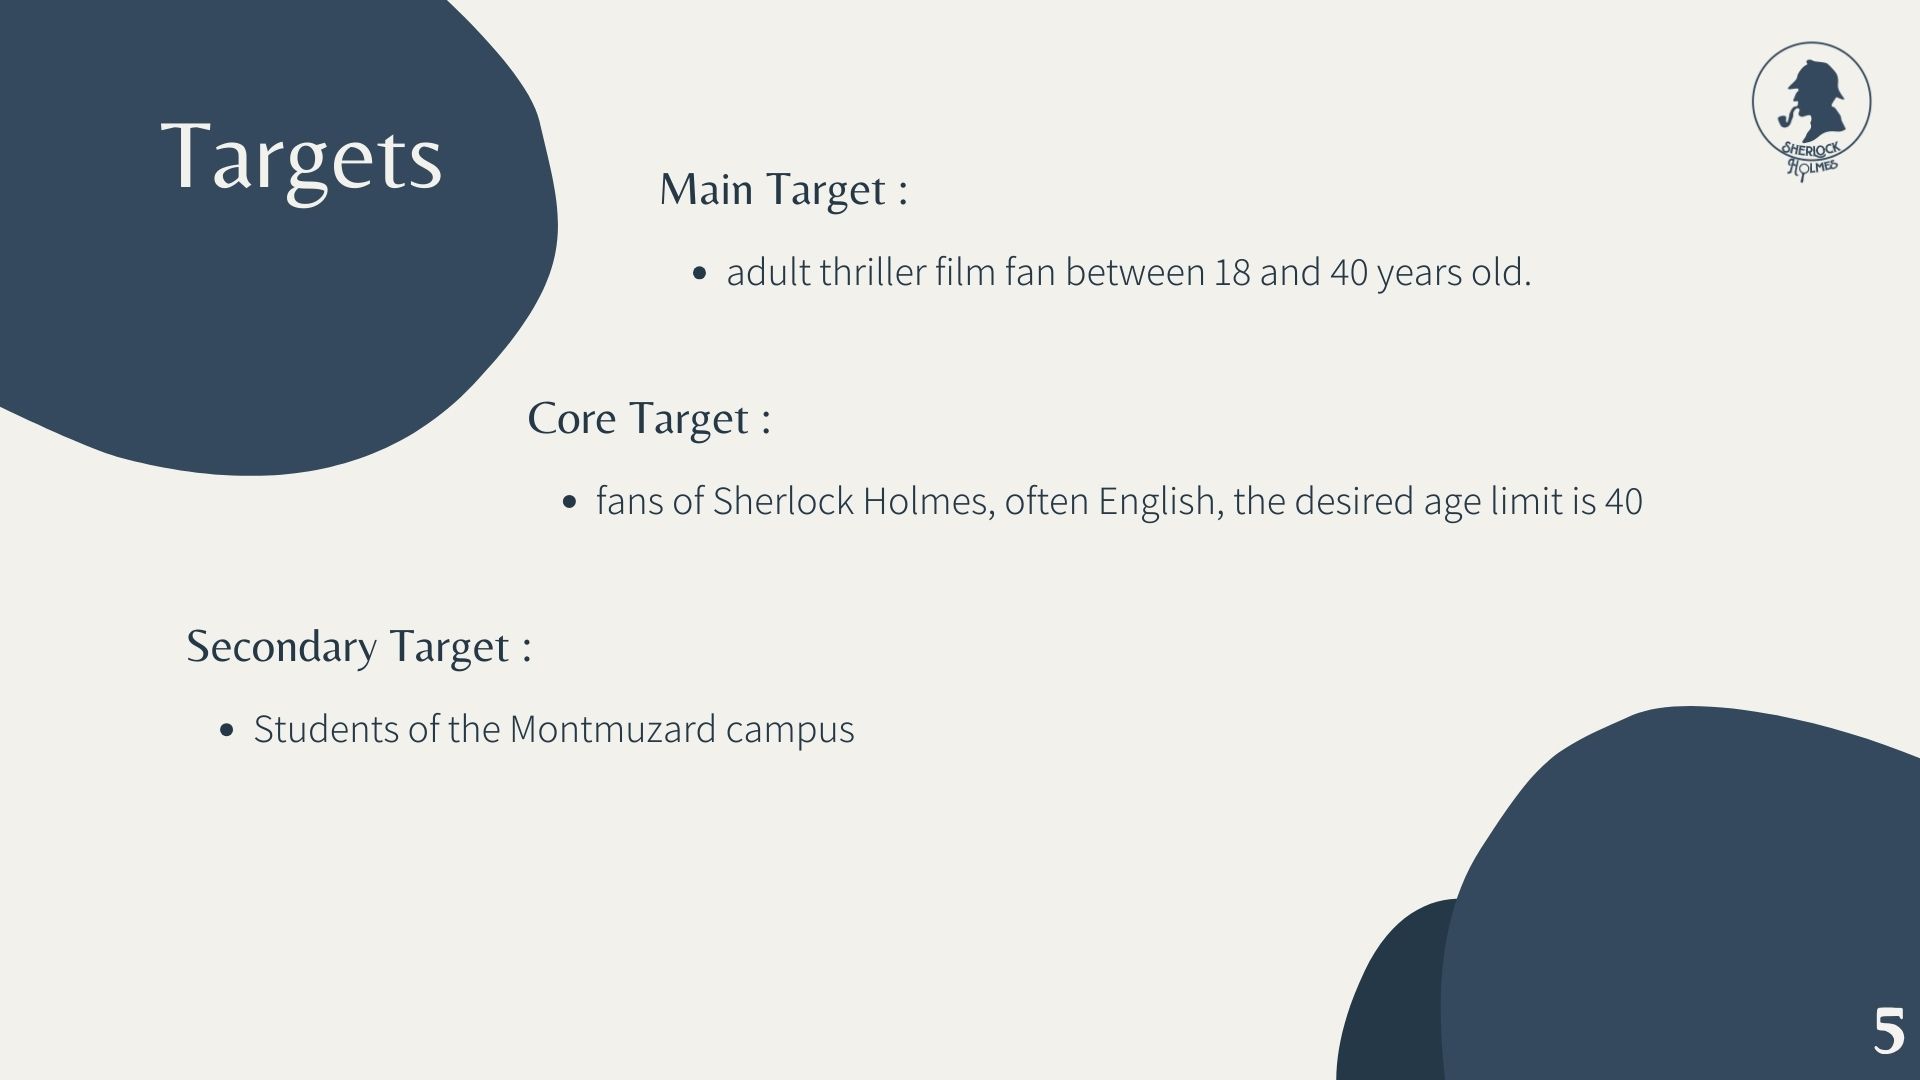 Targets
SHERLOCK
HOLMES
Main Target :
• adult thriller film fan between 18 and 40 years old.
Core Target :
• fans of Sherlock Holmes, often English, the desired age limit is 40
Secondary Target :
• Students of the Montmuzard campus
5